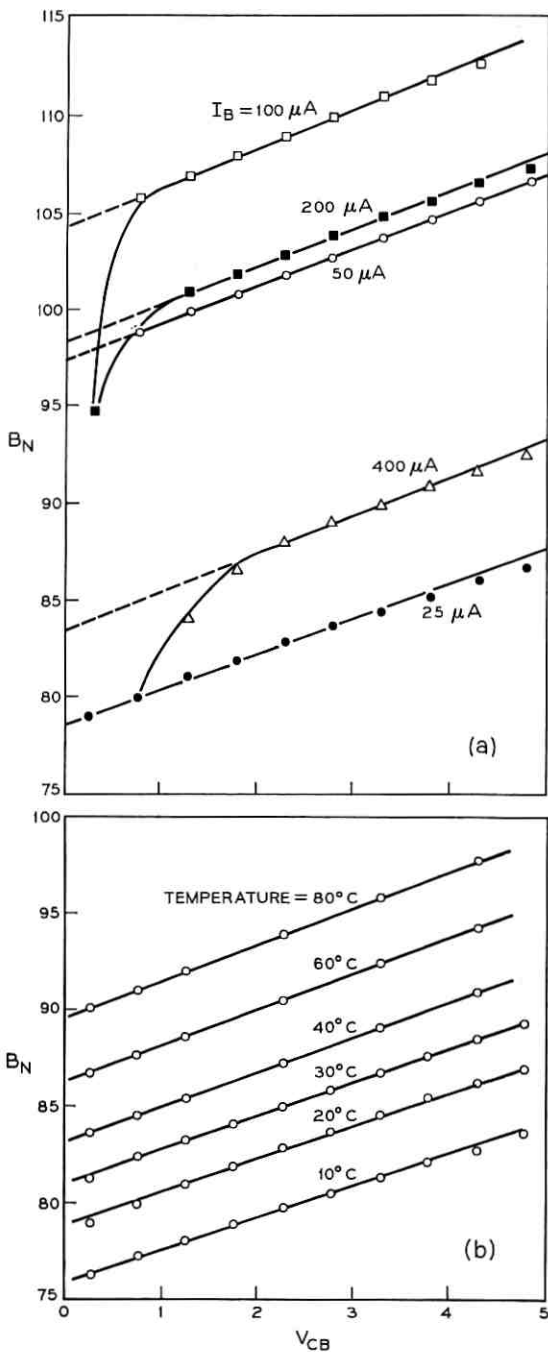 115
110
105
100
95
90
85
80
75
B_N
I_B = 100 μA
200 μA
50 μA
400 μA
25 μA
(a)
100
95
90
85
80
75
B_N
TEMPERATURE = 80°C
60°C
40°C
30°C
20°C
10°C
(b)
0 1 2 3 4 5
V_CB